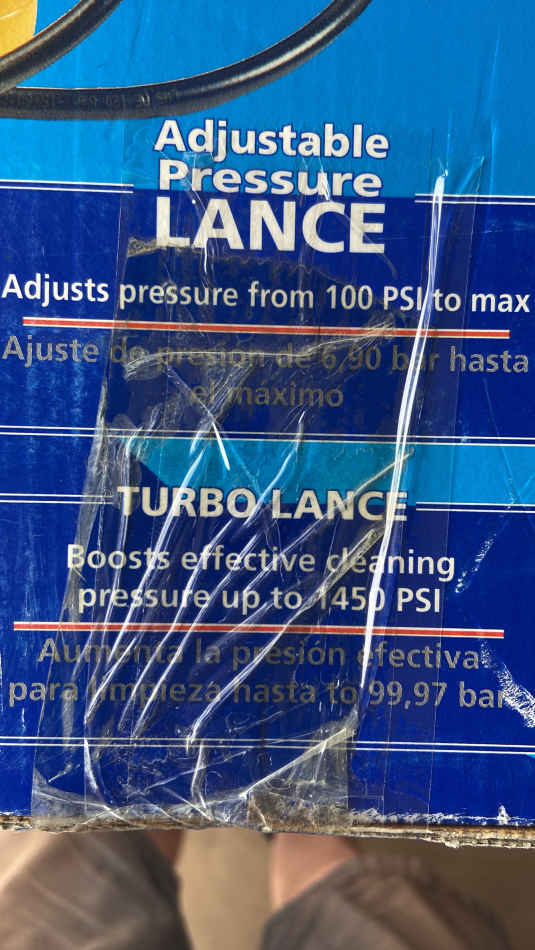 Adjustable
Pressure
LANCE
Adjusts pressure from 100 PSI to max
Ajuste de presión de 6,90 bar hasta
el máximo
TURBO LANCE
Boosts effective cleaning
pressure up to 1450 PSI
Aumenta la presión efectiva
para limpieza hasta to 99,97 bar